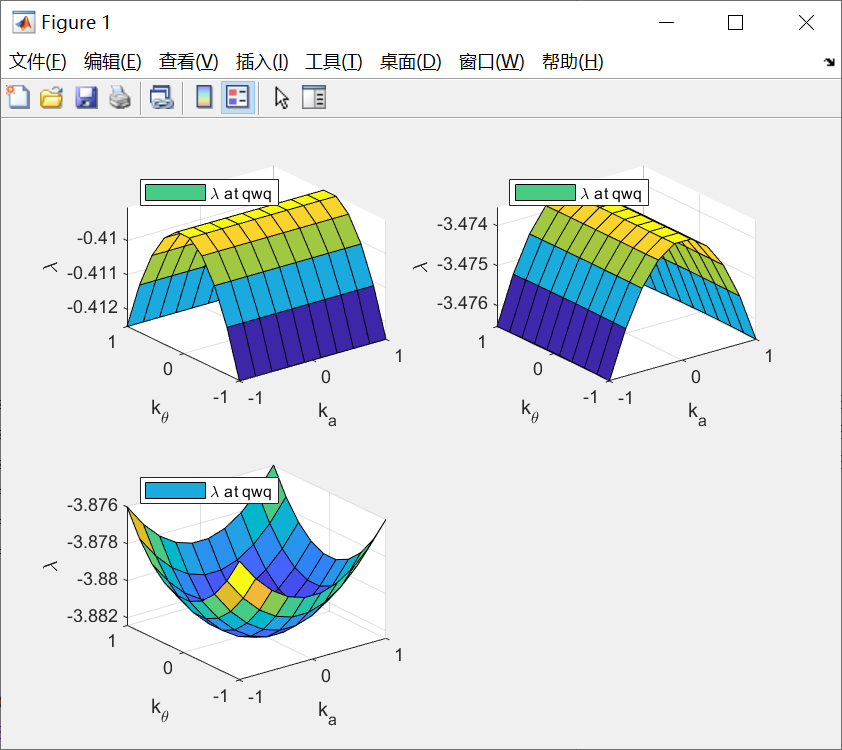 Figure 1
文件(F) 编辑(E) 查看(V) 插入(I) 工具(T) 桌面(D) 窗口(W) 帮助(H)
λ at qwq
-0.41
-0.411
-0.412
λ
1
0
-1
kθ
-1
0
1
ka
λ at qwq
-3.474
-3.475
-3.476
λ
1
0
-1
kθ
-1
0
1
ka
λ at qwq
-3.876
-3.878
-3.88
-3.882
λ
1
0
-1
kθ
-1
0
1
ka